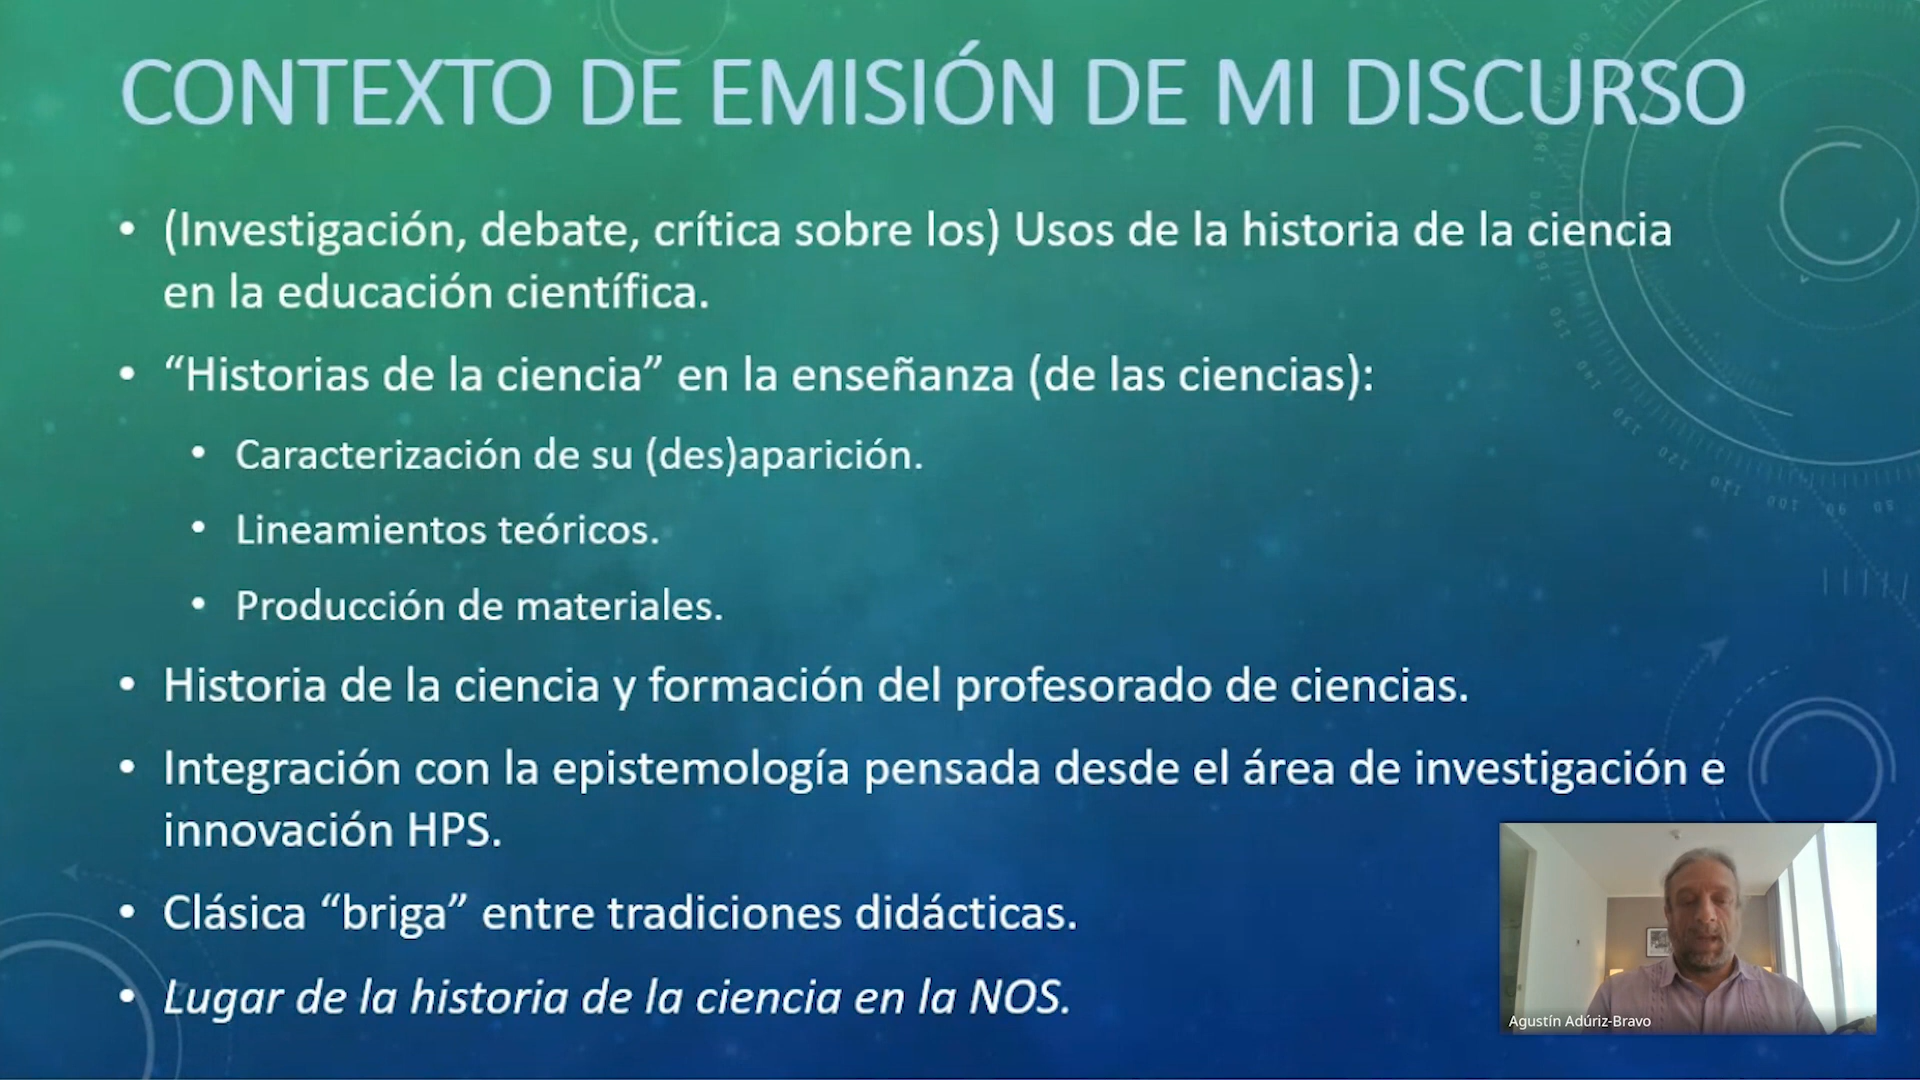 CONTEXTO DE EMISIÓN DE MI DISCURSO
• (Investigación, debate, crítica sobre los) Usos de la historia de la ciencia
en la educación científica.
• “Historias de la ciencia” en la enseñanza (de las ciencias):
• Caracterización de su (des)aparición.
• Lineamientos teóricos.
• Producción de materiales.
• Historia de la ciencia y formación del profesorado de ciencias.
• Integración con la epistemología pensada desde el área de investigación e
innovación HPS.
• Clásica “briga” entre tradiciones didácticas.
• Lugar de la historia de la ciencia en la NOS.
Agustín Adúriz-Bravo